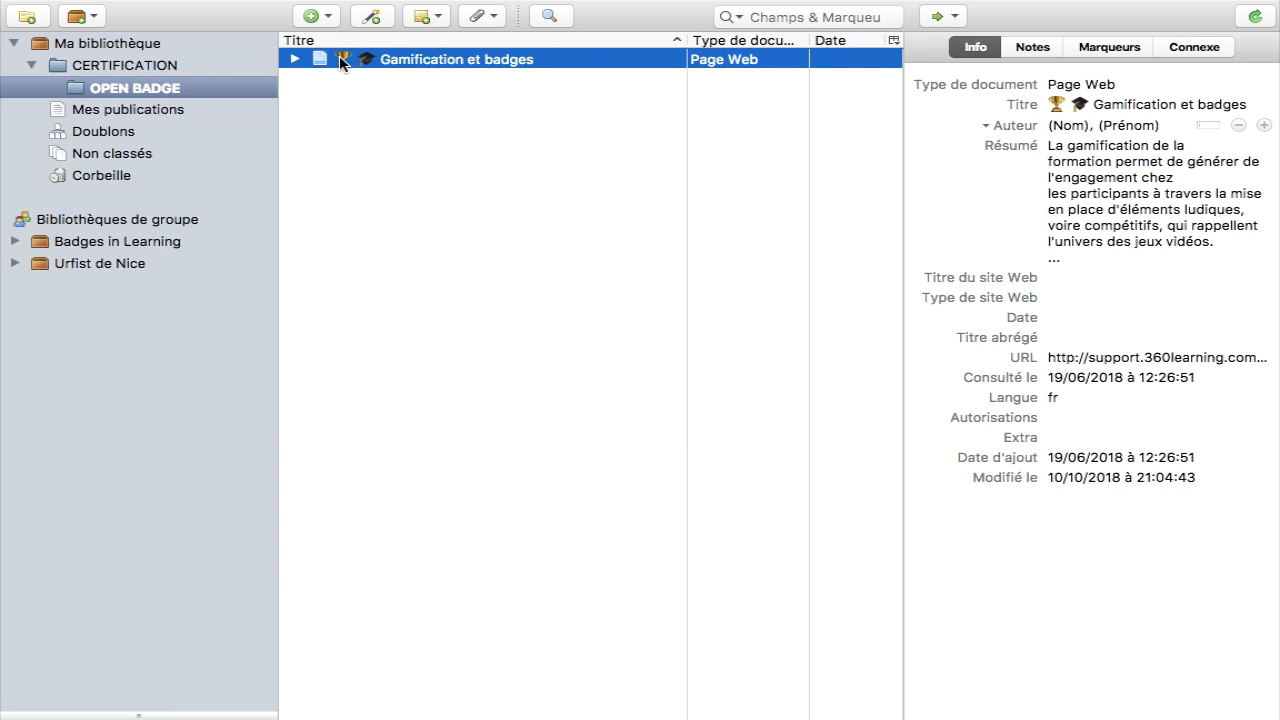 Champs & Marqueu
Ma bibliothèque
CERTIFICATION
OPEN BADGE
Mes publications
Doublons
Non classés
Corbeille
Bibliothèques de groupe
Badges in Learning
Urfist de Nice
Titre
Type de docu...
Date
Gamification et badges
Page Web
Info
Notes
Marqueurs
Connexe
Type de document Page Web
Titre 🏆 🎓 Gamification et badges
Auteur (Nom), (Prénom)
Résumé La gamification de la
formation permet de générer de
l'engagement chez
les participants à travers la mise
en place d'éléments ludiques,
voire compétitifs, qui rappellent
l'univers des jeux vidéos.
...
Titre du site Web
Type de site Web
Date
Titre abrégé
URL http://support.360learning.com...
Consulté le 19/06/2018 à 12:26:51
Langue fr
Autorisations
Extra
Date d'ajout 19/06/2018 à 12:26:51
Modifié le 10/10/2018 à 21:04:43